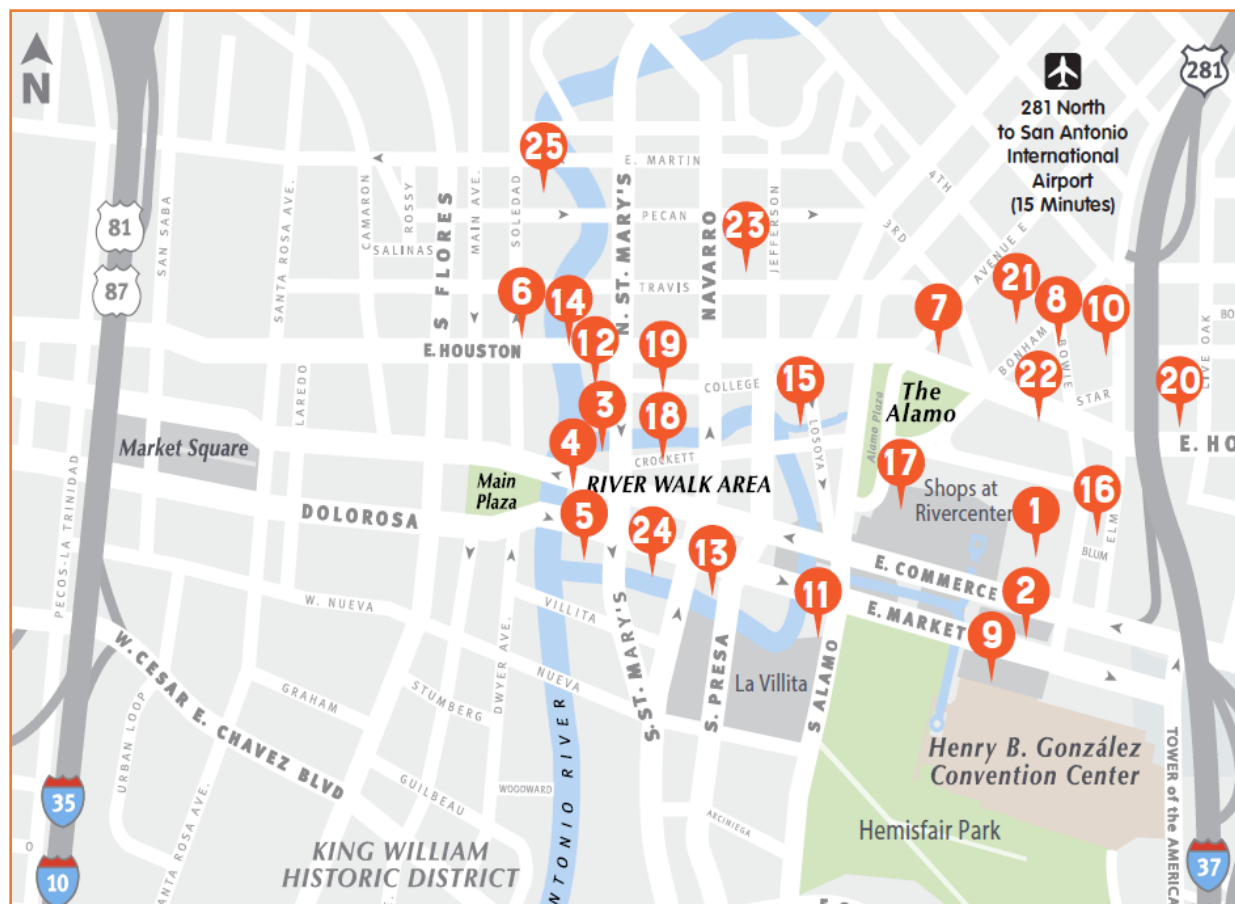 N
281
281 North
to San Antonio
International
Airport
(15 Minutes)
25
E. MARTIN
4TH
81
SAN SABA
SANTA ROSA AVE.
CAMARON
ROSSY
S FLORES
MAIN AVE.
SOLEDAD
N. ST. MARY'S
PECAN
NAVARRO
23
JEFFERSON
3RD
AVENUE E
SALINAS
87
TRAVIS
6
14
12
19
7
21
8
10
BONHAM
BOWIE
LIVE OAK
BO
E. HOUSTON
COLLEGE
15
The
Alamo
22
STAR
20
E. HO
LAREDO
3
18
LOSOYA
Alamo Plaza
Market Square
4
CROCKETT
17
Main
Plaza
RIVER WALK AREA
Shops at
Rivercenter
1
16
ELM
BLUM
PECOS-LA TRINIDAD
DOLOROSA
5
24
13
11
E. COMMERCE
2
E. MARKET
9
W. NUEVA
VILLITA
DWYER AVE.
NUEVA
S. ST. MARY'S
S. PRESA
La Villita
S ALAMO
W. CESAR E. CHAVEZ BLVD
GRAHAM
STUMBERG
GUILBEAU
WOODWARD
URBAN LOOP
SANTA ROSA AVE.
ANTONIO RIVER
ARCINIEGA
Henry B. González
Convention Center
TOWER of the AMERICA
35
10
O
KING WILLIAM
HISTORIC DISTRICT
Hemisfair Park
37